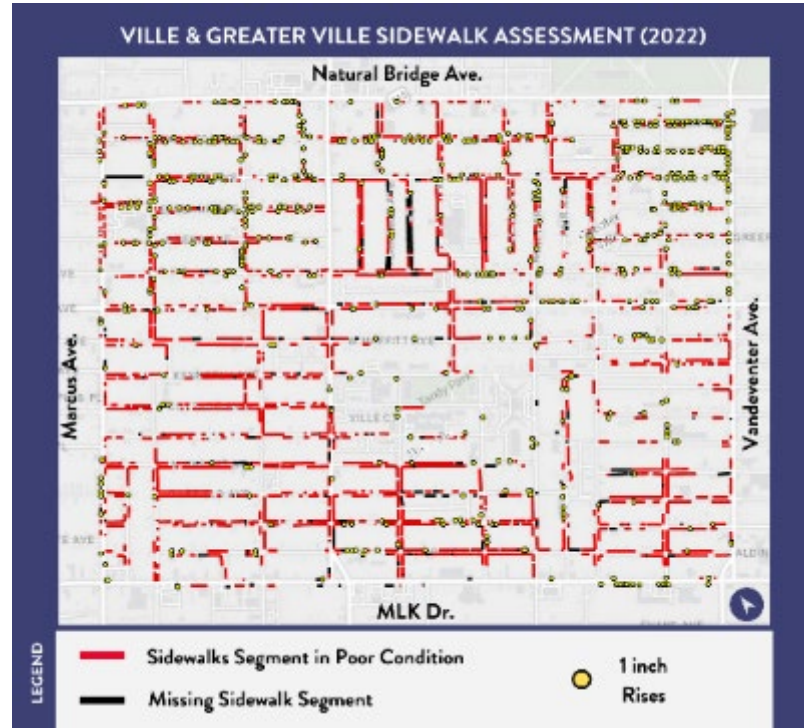 VILLE & GREATER VILLE SIDEWALK ASSESSMENT (2022)
Natural Bridge Ave.
Marcus Ave.
Vandeventer Ave.
MLK Dr.
LEGEND
Sidewalks Segment in Poor Condition
Missing Sidewalk Segment
1 inch
Rises